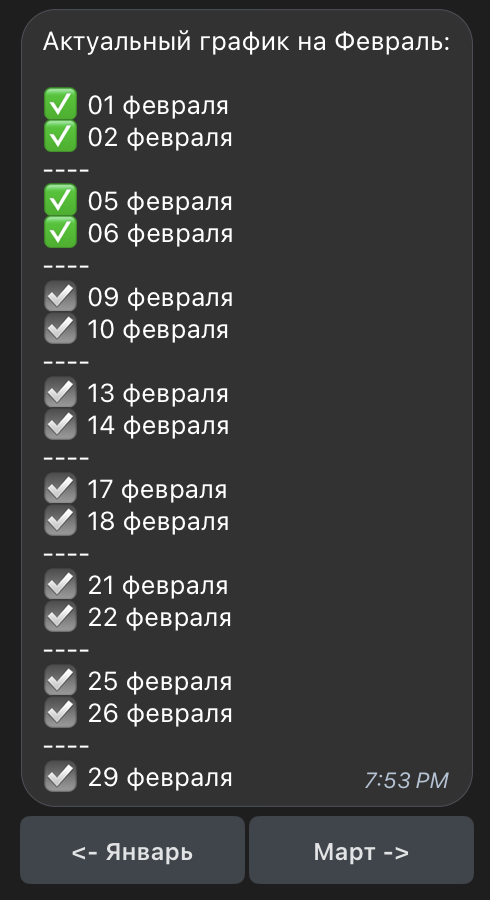 Актуальный график на Февраль:
✅ 01 февраля
✅ 02 февраля
----
✅ 05 февраля
✅ 06 февраля
----
☑ 09 февраля
☑ 10 февраля
----
☑ 13 февраля
☑ 14 февраля
----
☑ 17 февраля
☑ 18 февраля
----
☑ 21 февраля
☑ 22 февраля
----
☑ 25 февраля
☑ 26 февраля
----
☑ 29 февраля
7:53 PM
<- Январь
Март ->